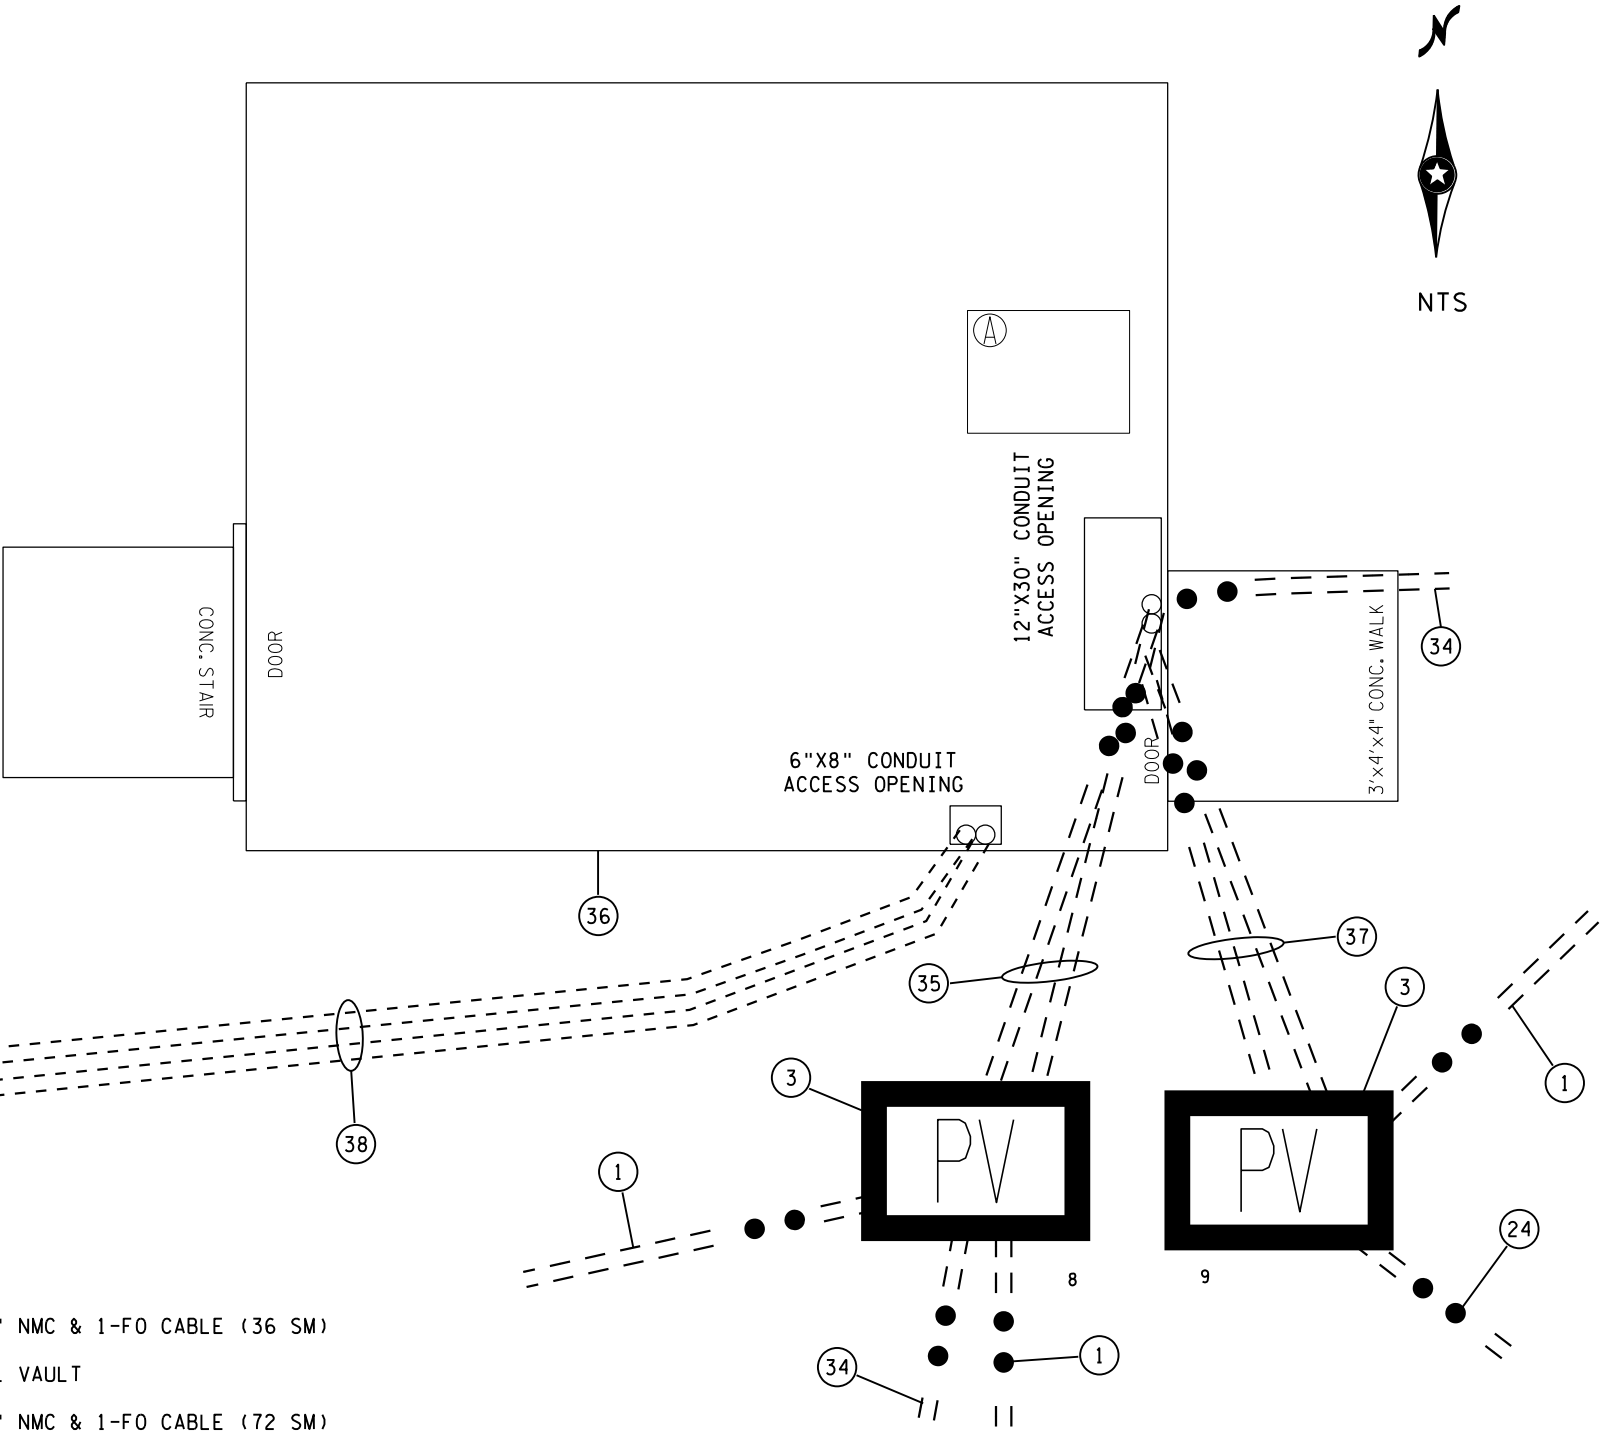 N
NTS
A
12"X30" CONDUIT
ACCESS OPENING
CONC. STAIR
DOOR
3'x4'x4" CONC. WALK
34
6"X8" CONDUIT
ACCESS OPENING
DOOR
36
37
35
3
3
1
38
1
PV
PV
24
8
9
34
1
" NMC & 1-FO CABLE (36 SM)
VAULT
" NMC & 1-FO CABLE (72 SM)